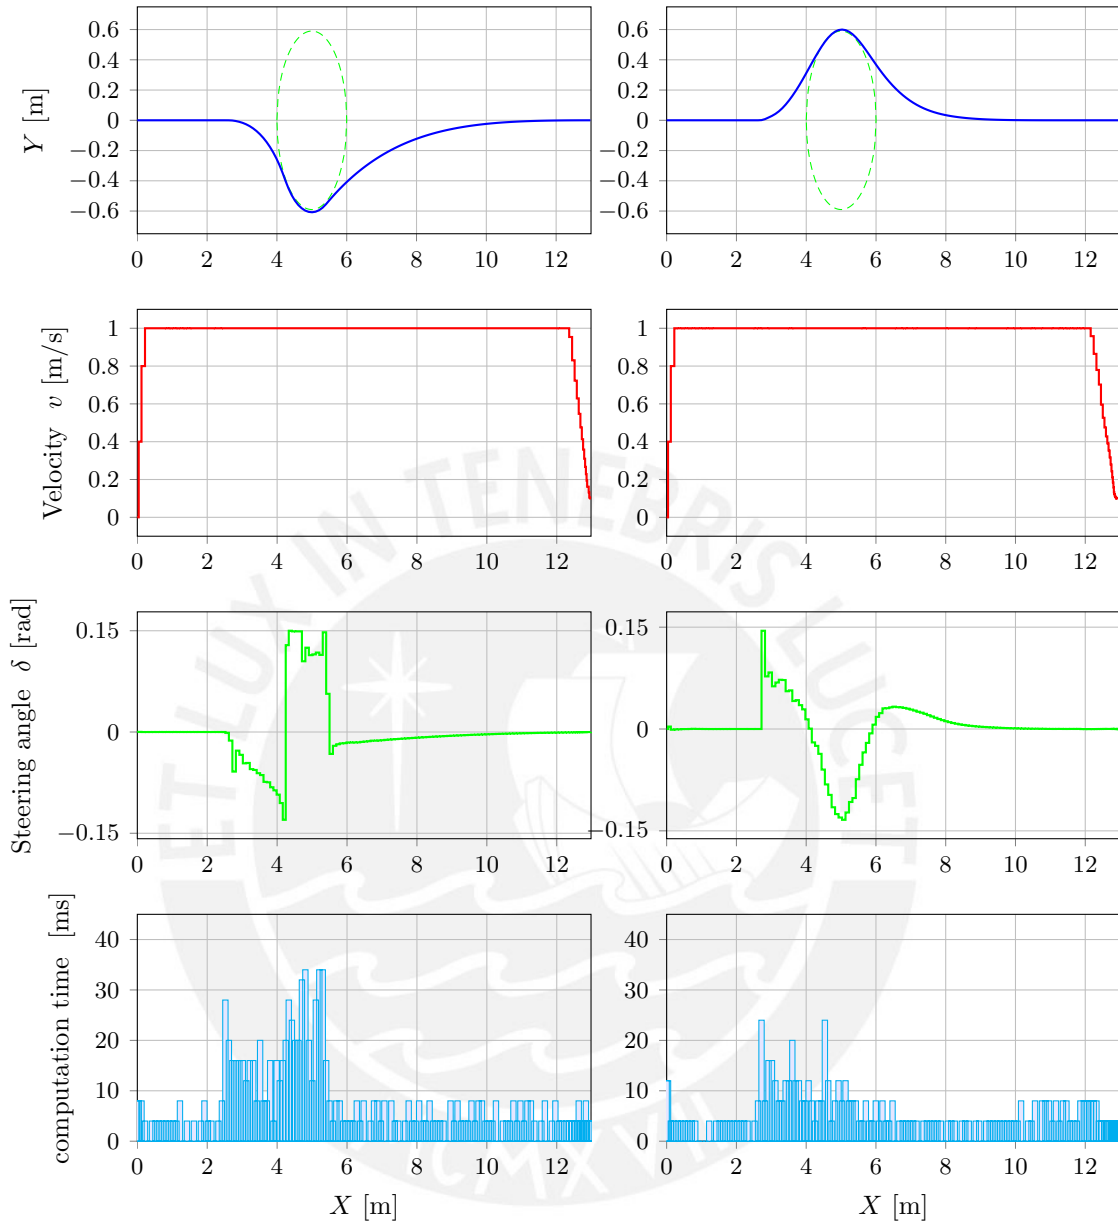 0.6 0.4 0.2 0 −0.2 −0.4 −0.6
Y [m]
0 2 4 6 8 10 12
0.6 0.4 0.2 0 −0.2 −0.4 −0.6
0 2 4 6 8 10 12
1 0.8 0.6 0.4 0.2 0
Velocity v [m/s]
0 2 4 6 8 10 12
1 0.8 0.6 0.4 0.2 0
0 2 4 6 8 10 12
0.15 0 −0.15
Steering angle δ [rad]
0 2 4 6 8 10 12
0.15 0 −0.15
0 2 4 6 8 10 12
40 30 20 10 0
computation time [ms]
0 2 4 6 8 10 12
X [m]
40 30 20 10 0
0 2 4 6 8 10 12
X [m]
ET LUX IN TENEBRIS LUCET